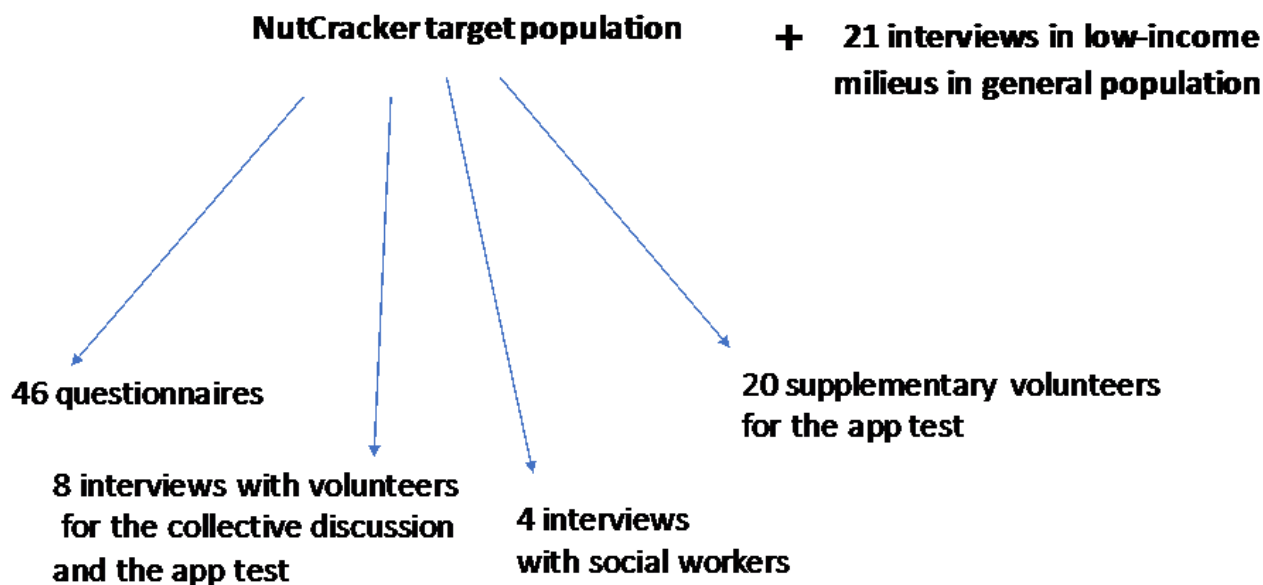 NutCracker target population
+ 21 interviews in low-income
milieus in general population
46 questionnaires
20 supplementary volunteers
for the app test
8 interviews with volunteers
for the collective discussion
and the app test
4 interviews
with social workers